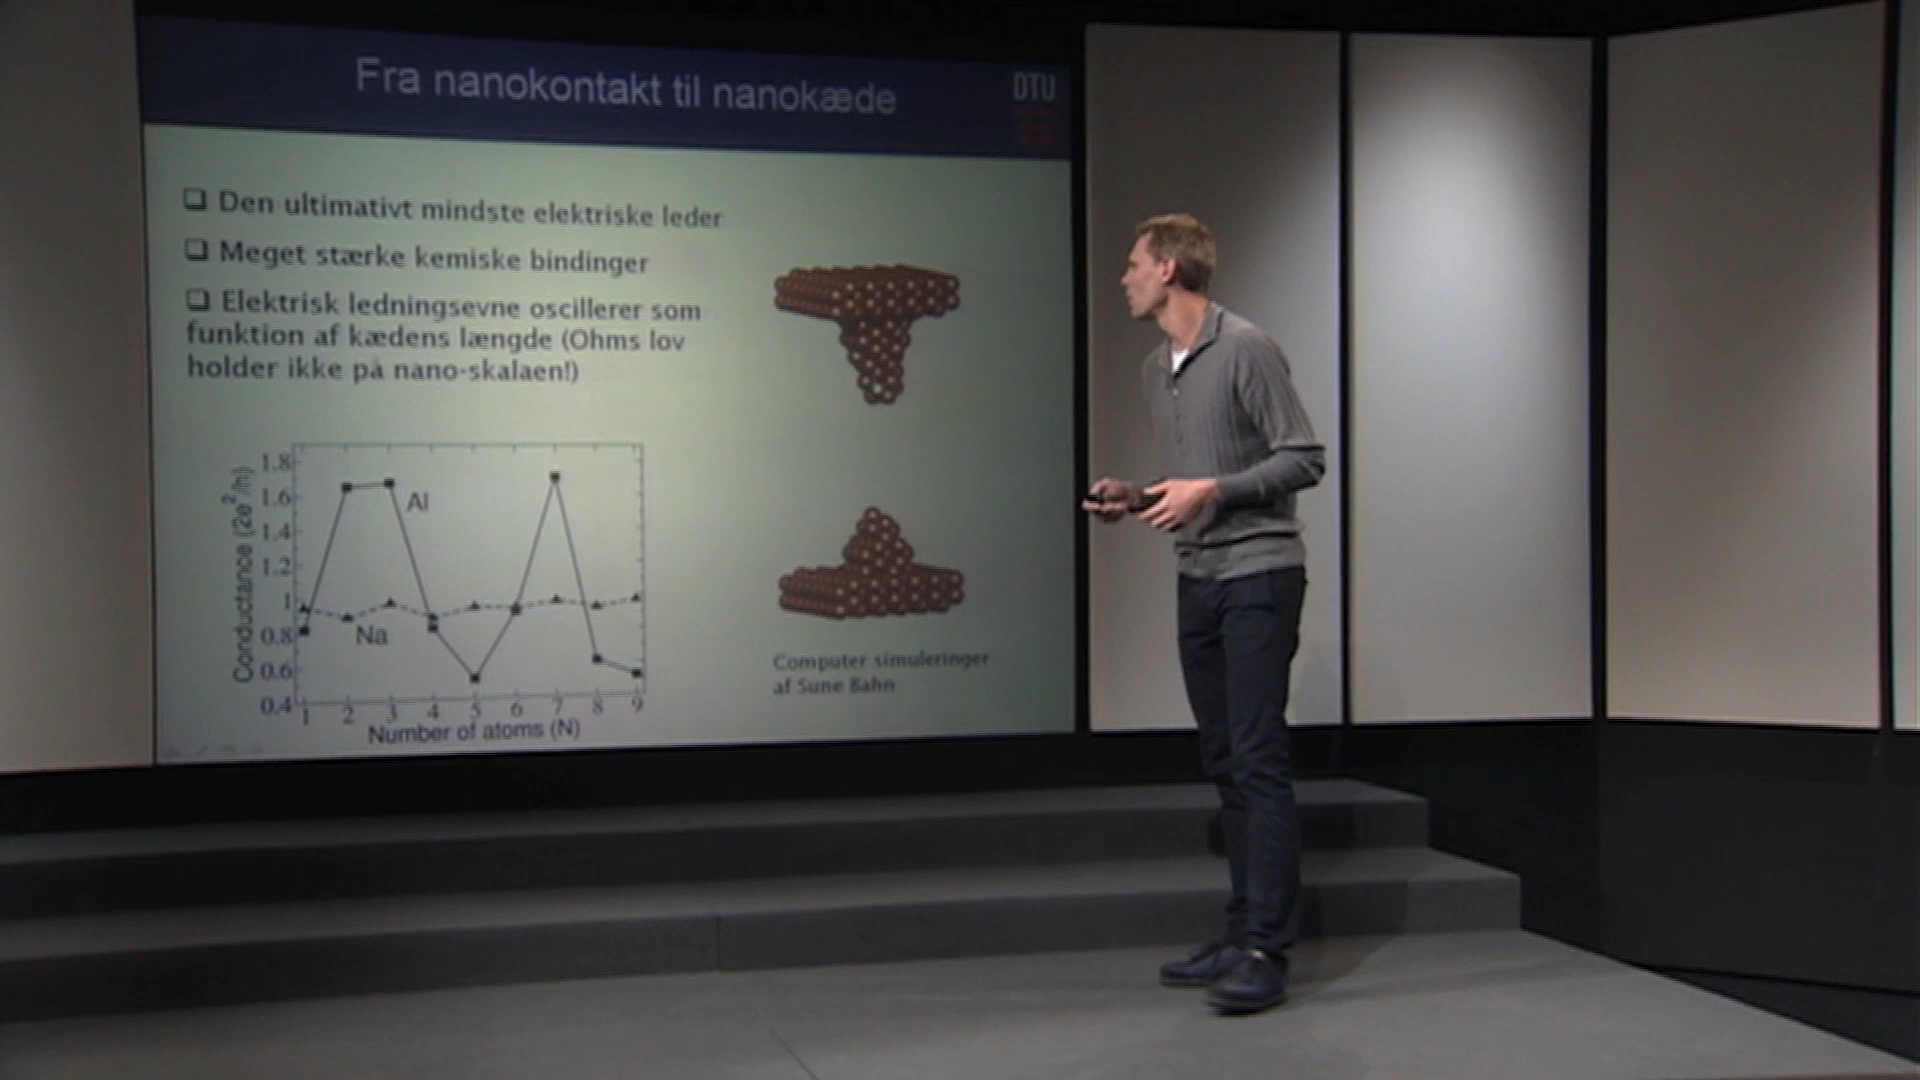 Fra nanokontakt til nanokæde
DTU
❑ Den ultimativt mindste elektriske leder
❑ Meget stærke kemiske bindinger
❑ Elektrisk ledningsevne oscillerer som
funktion af kædens længde (Ohms lov
holder ikke på nano-skalaen!)
Conductance (2e²/h)
1.8
1.6
1.4
1.2
1
0.8
0.6
0.4
Al
Na
1 2 3 4 5 6 7 8 9
Number of atoms (N)
Computer simuleringer
af Sune Bahn